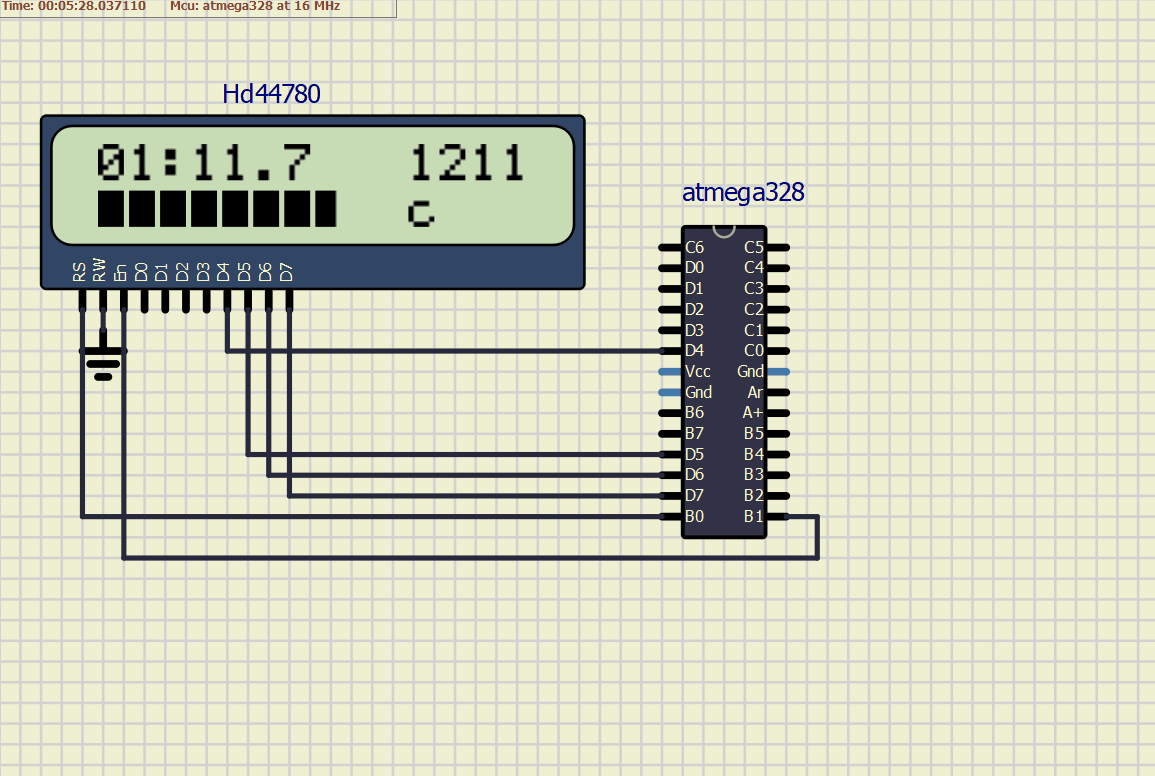 Time: 00:05:28.037110 Mcu: atmega328 at 16 MHz
Hd44780
01:11.7 1211
████████ c
RS RW En D0 D1 D2 D3 D4 D5 D6 D7
atmega328
C6 C5
D0 C4
D1 C3
D2 C2
D3 C1
D4 C0
Vcc Gnd
Gnd Ar
B6 A+
B7 B5
D5 B4
D6 B3
D7 B2
B0 B1